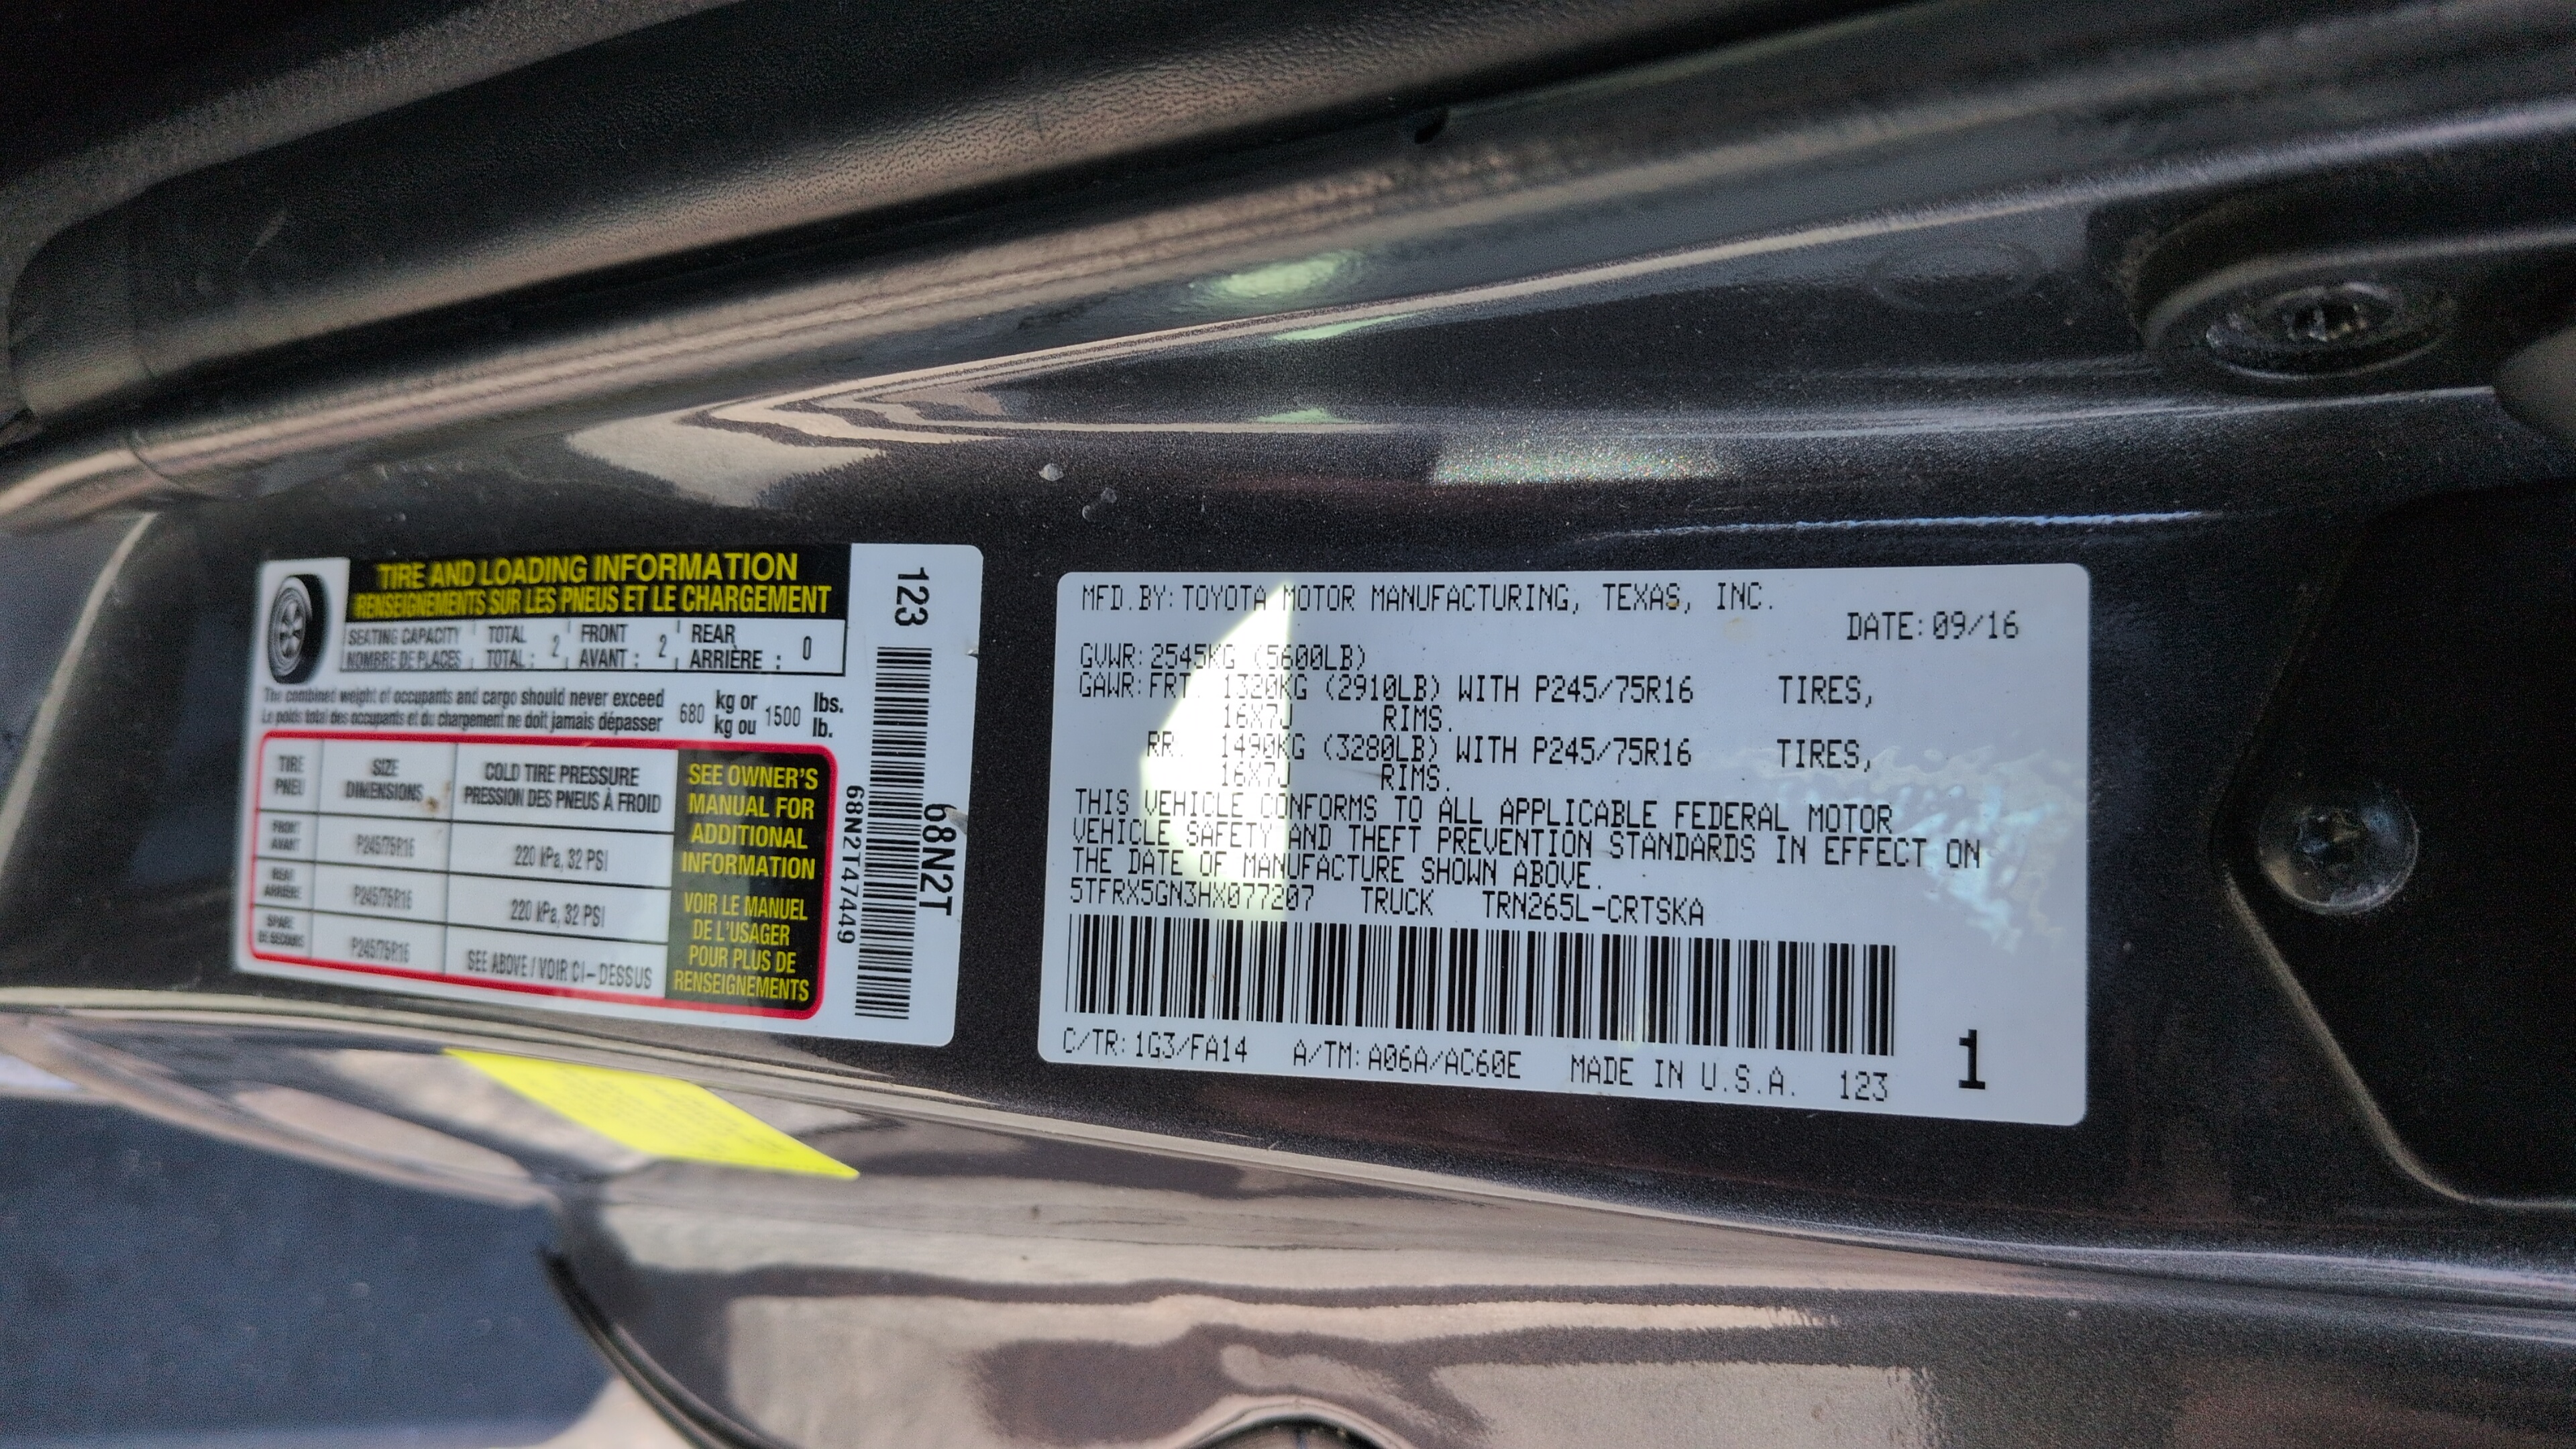 TIRE AND LOADING INFORMATION
RENSEIGNEMENTS SUR LES PNEUS ET LE CHARGEMENT
SEATING CAPACITY TOTAL 2 FRONT 2 REAR 0
NOMBRE DE PLACES TOTAL : AVANT : ARRIÈRE :
The combined weight of occupants and cargo should never exceed 680 kg or 1500 lbs.
Le poids total des occupants et du chargement ne doit jamais dépasser kg ou lb.
TIRE SIZE COLD TIRE PRESSURE
PNEU DIMENSIONS PRESSION DES PNEUS À FROID
FRONT
AVANT P245/75R16 220 kPa, 32 PSI
REAR
ARRIÈRE P245/75R16 220 kPa, 32 PSI
SPARE
DE SECOURS P245/75R16 SEE ABOVE / VOIR CI-DESSUS
SEE OWNER'S
MANUAL FOR
ADDITIONAL
INFORMATION
VOIR LE MANUEL
DE L'USAGER
POUR PLUS DE
RENSEIGNEMENTS
123
68N2T47449
68N2T
MFD.BY:TOYOTA MOTOR MANUFACTURING, TEXAS, INC.
DATE:09/16
GVWR:2545KG (5600LB)
GAWR:FRT. 1320KG (2910LB) WITH P245/75R16 TIRES,
16X7J RIMS.
RR. 1490KG (3280LB) WITH P245/75R16 TIRES,
16X7J RIMS.
THIS VEHICLE CONFORMS TO ALL APPLICABLE FEDERAL MOTOR
VEHICLE SAFETY AND THEFT PREVENTION STANDARDS IN EFFECT ON
THE DATE OF MANUFACTURE SHOWN ABOVE.
5TFRX5GN3HX077207 TRUCK TRN265L-CRTSKA
C/TR:1G3/FA14 A/TM:A06A/AC60E MADE IN U.S.A. 123
1